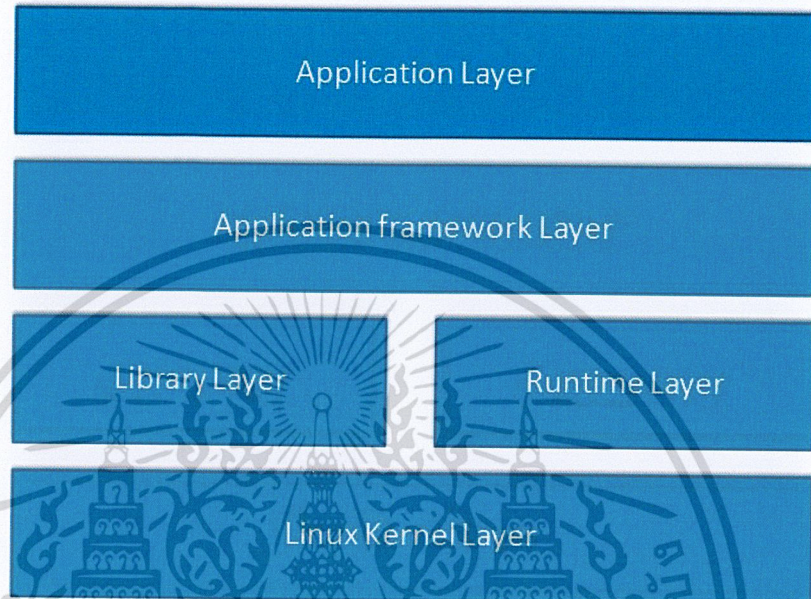 Application Layer
Application framework Layer
Library Layer
Runtime Layer
Linux Kernel Layer